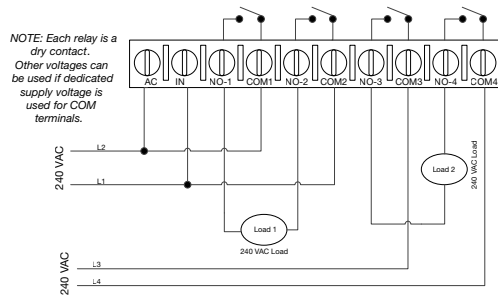 NOTE: Each relay is a
dry contact.
Other voltages can
be used if dedicated
supply voltage is
used for COM
terminals.
AC IN NO-1 COM1 NO-2 COM2 NO-3 COM3 NO-4 COM4
240 VAC
L2
L1
Load 1
240 VAC Load
Load 2
240 VAC Load
240 VAC
L3
L4